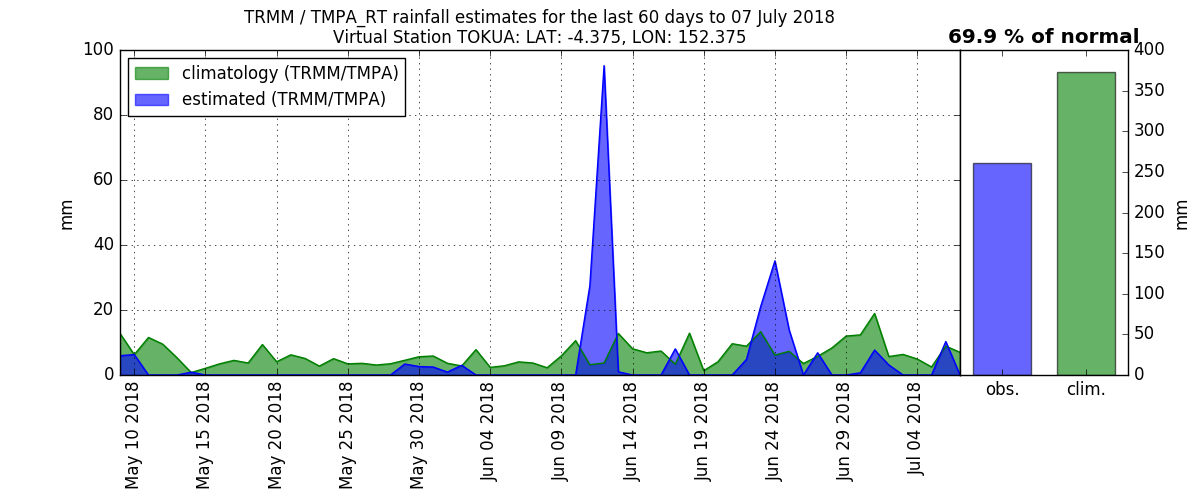 TRMM / TMPA_RT rainfall estimates for the last 60 days to 07 July 2018
Virtual Station TOKUA: LAT: -4.375, LON: 152.375
69.9 % of normal
climatology (TRMM/TMPA)
estimated (TRMM/TMPA)
100
80
60
40
20
0
mm
May 10 2018
May 15 2018
May 20 2018
May 25 2018
May 30 2018
Jun 04 2018
Jun 09 2018
Jun 14 2018
Jun 19 2018
Jun 24 2018
Jun 29 2018
Jul 04 2018
obs.
clim.
400
350
300
250
200
150
100
50
0
mm